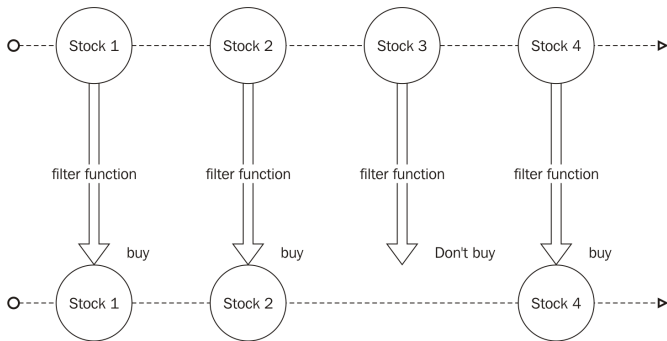 Stock 1
Stock 2
Stock 3
Stock 4
filter function
filter function
filter function
filter function
buy
buy
Don't buy
buy
Stock 1
Stock 2
Stock 4